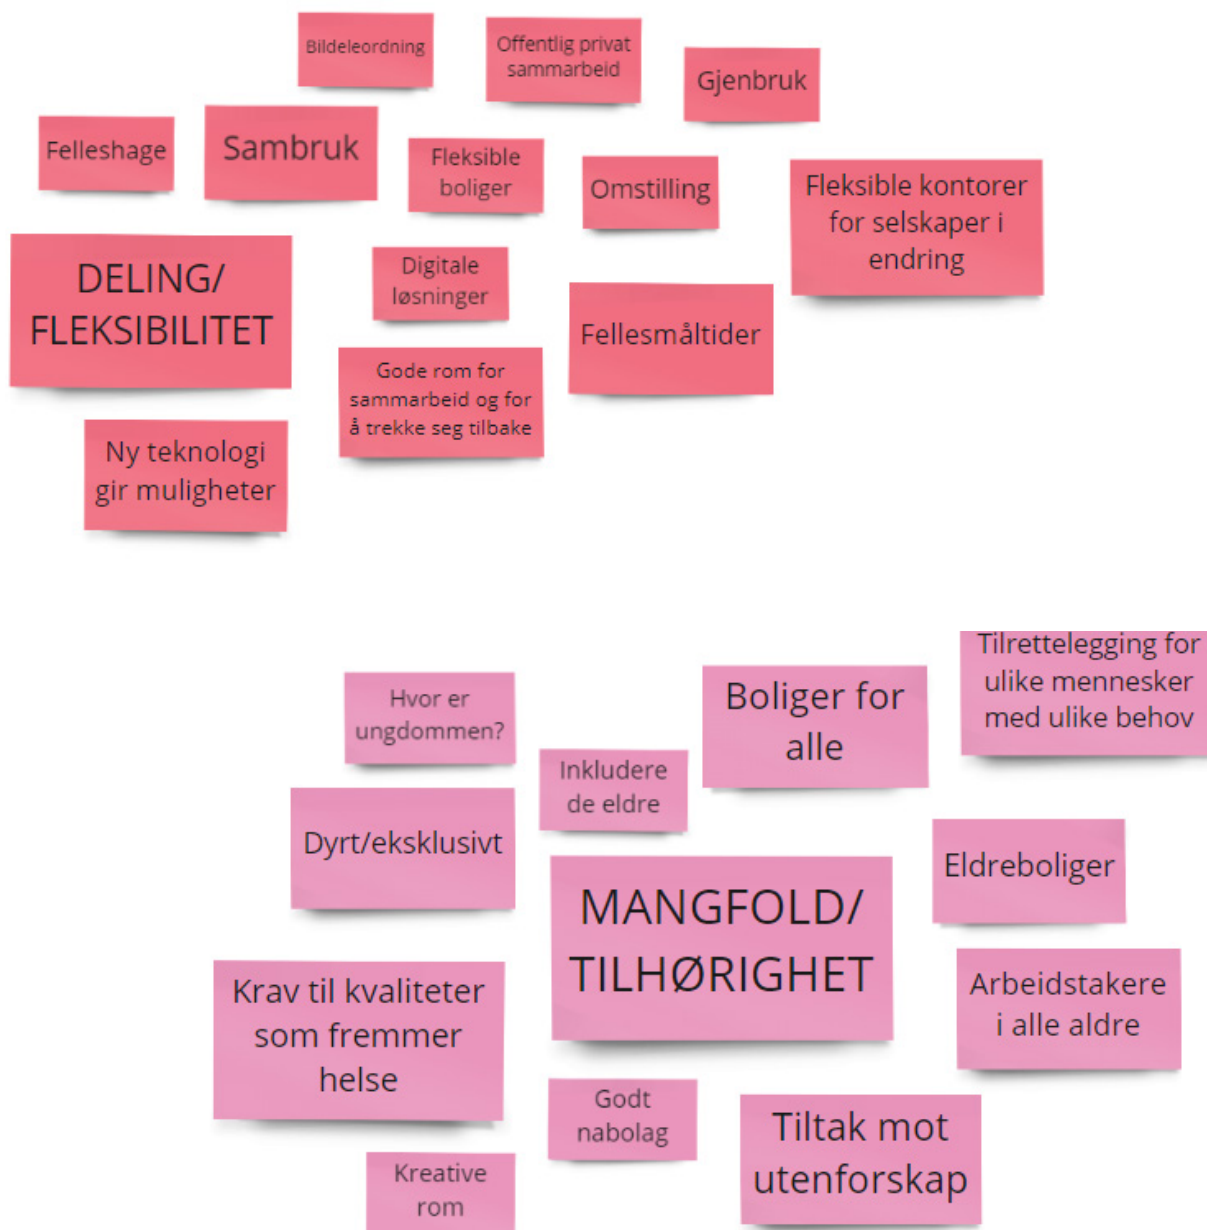 Bildeleordning
Offentlig privat
sammarbeid
Gjenbruk
Felleshage
Sambruk
Fleksible
boliger
Omstilling
Fleksible kontorer
for selskaper i
endring
DELING/
FLEKSIBILITET
Digitale
løsninger
Fellesmåltider
Gode rom for
sammarbeid og for
å trekke seg tilbake
Ny teknologi
gir muligheter
Tilrettelegging for
ulike mennesker
med ulike behov
Hvor er
ungdommen?
Boliger for
alle
Inkludere
de eldre
Dyrt/eksklusivt
Eldreboliger
MANGFOLD/
TILHØRIGHET
Krav til kvaliteter
som fremmer
helse
Arbeidstakere
i alle aldre
Godt
nabolag
Tiltak mot
utenforskap
Kreative
rom